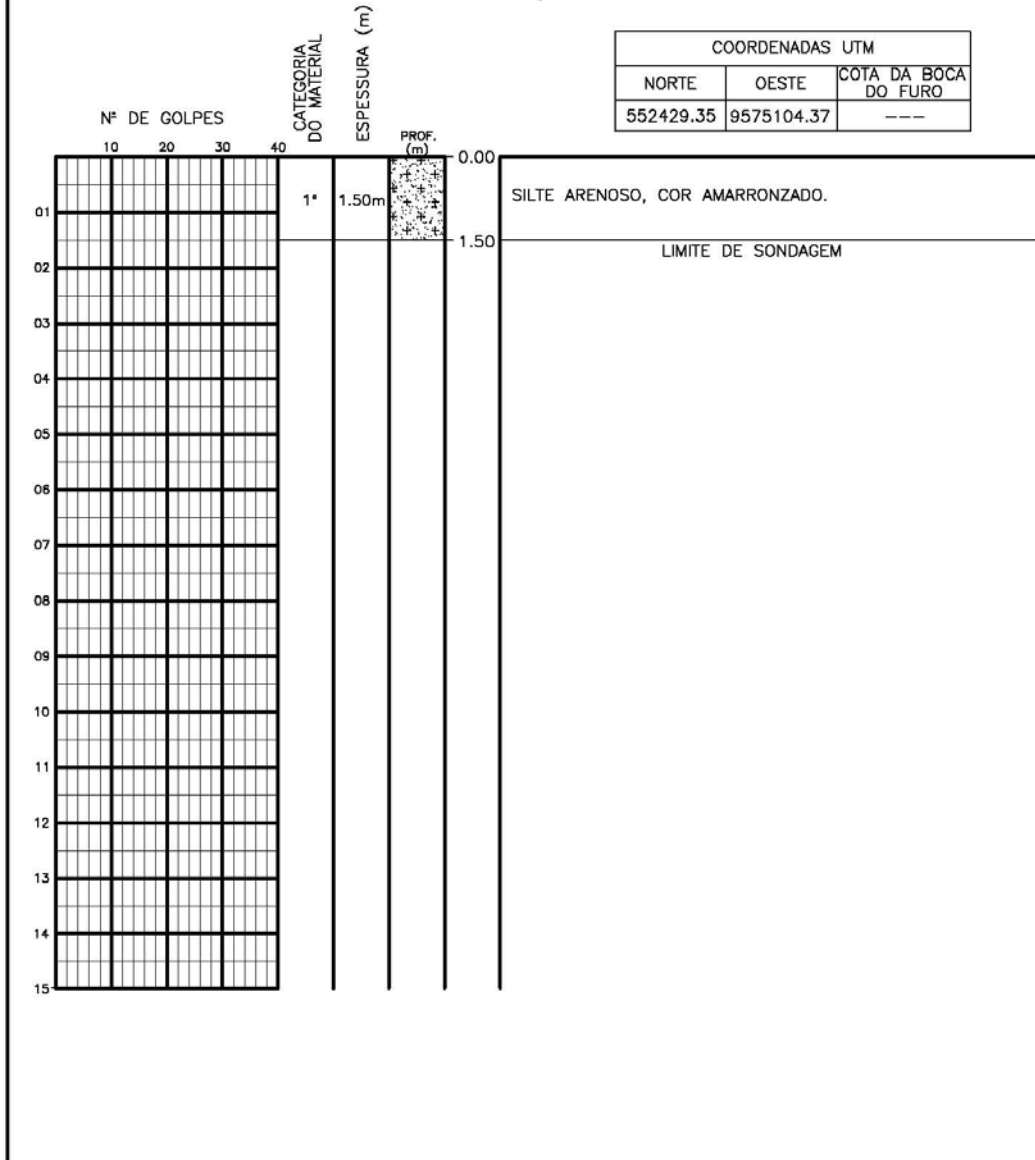 COORDENADAS UTM
NORTE OESTE COTA DA BOCA DO FURO
552429.35 9575104.37 ---
Nº DE GOLPES
CATEGORIA DO MATERIAL
ESPESSURA (m)
PROF. (m)
10 20 30 40
0.00
1ª 1.50m SILTE ARENOSO, COR AMARRONZADO.
01
1.50
LIMITE DE SONDAGEM
02
03
04
05
06
07
08
09
10
11
12
13
14
15